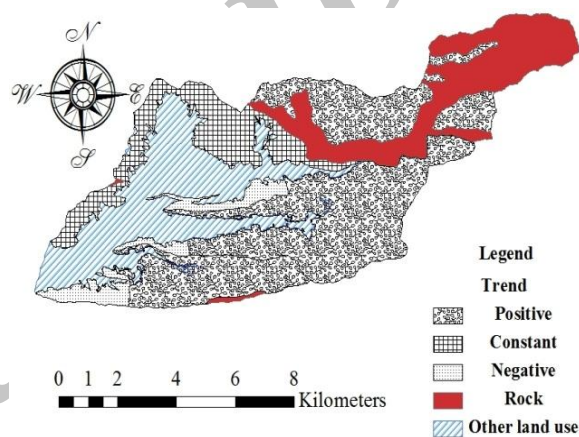 N
W E
S
Legend
Trend
Positive
Constant
Negative
Rock
Other land use
0 1 2 4 6 8
Kilometers